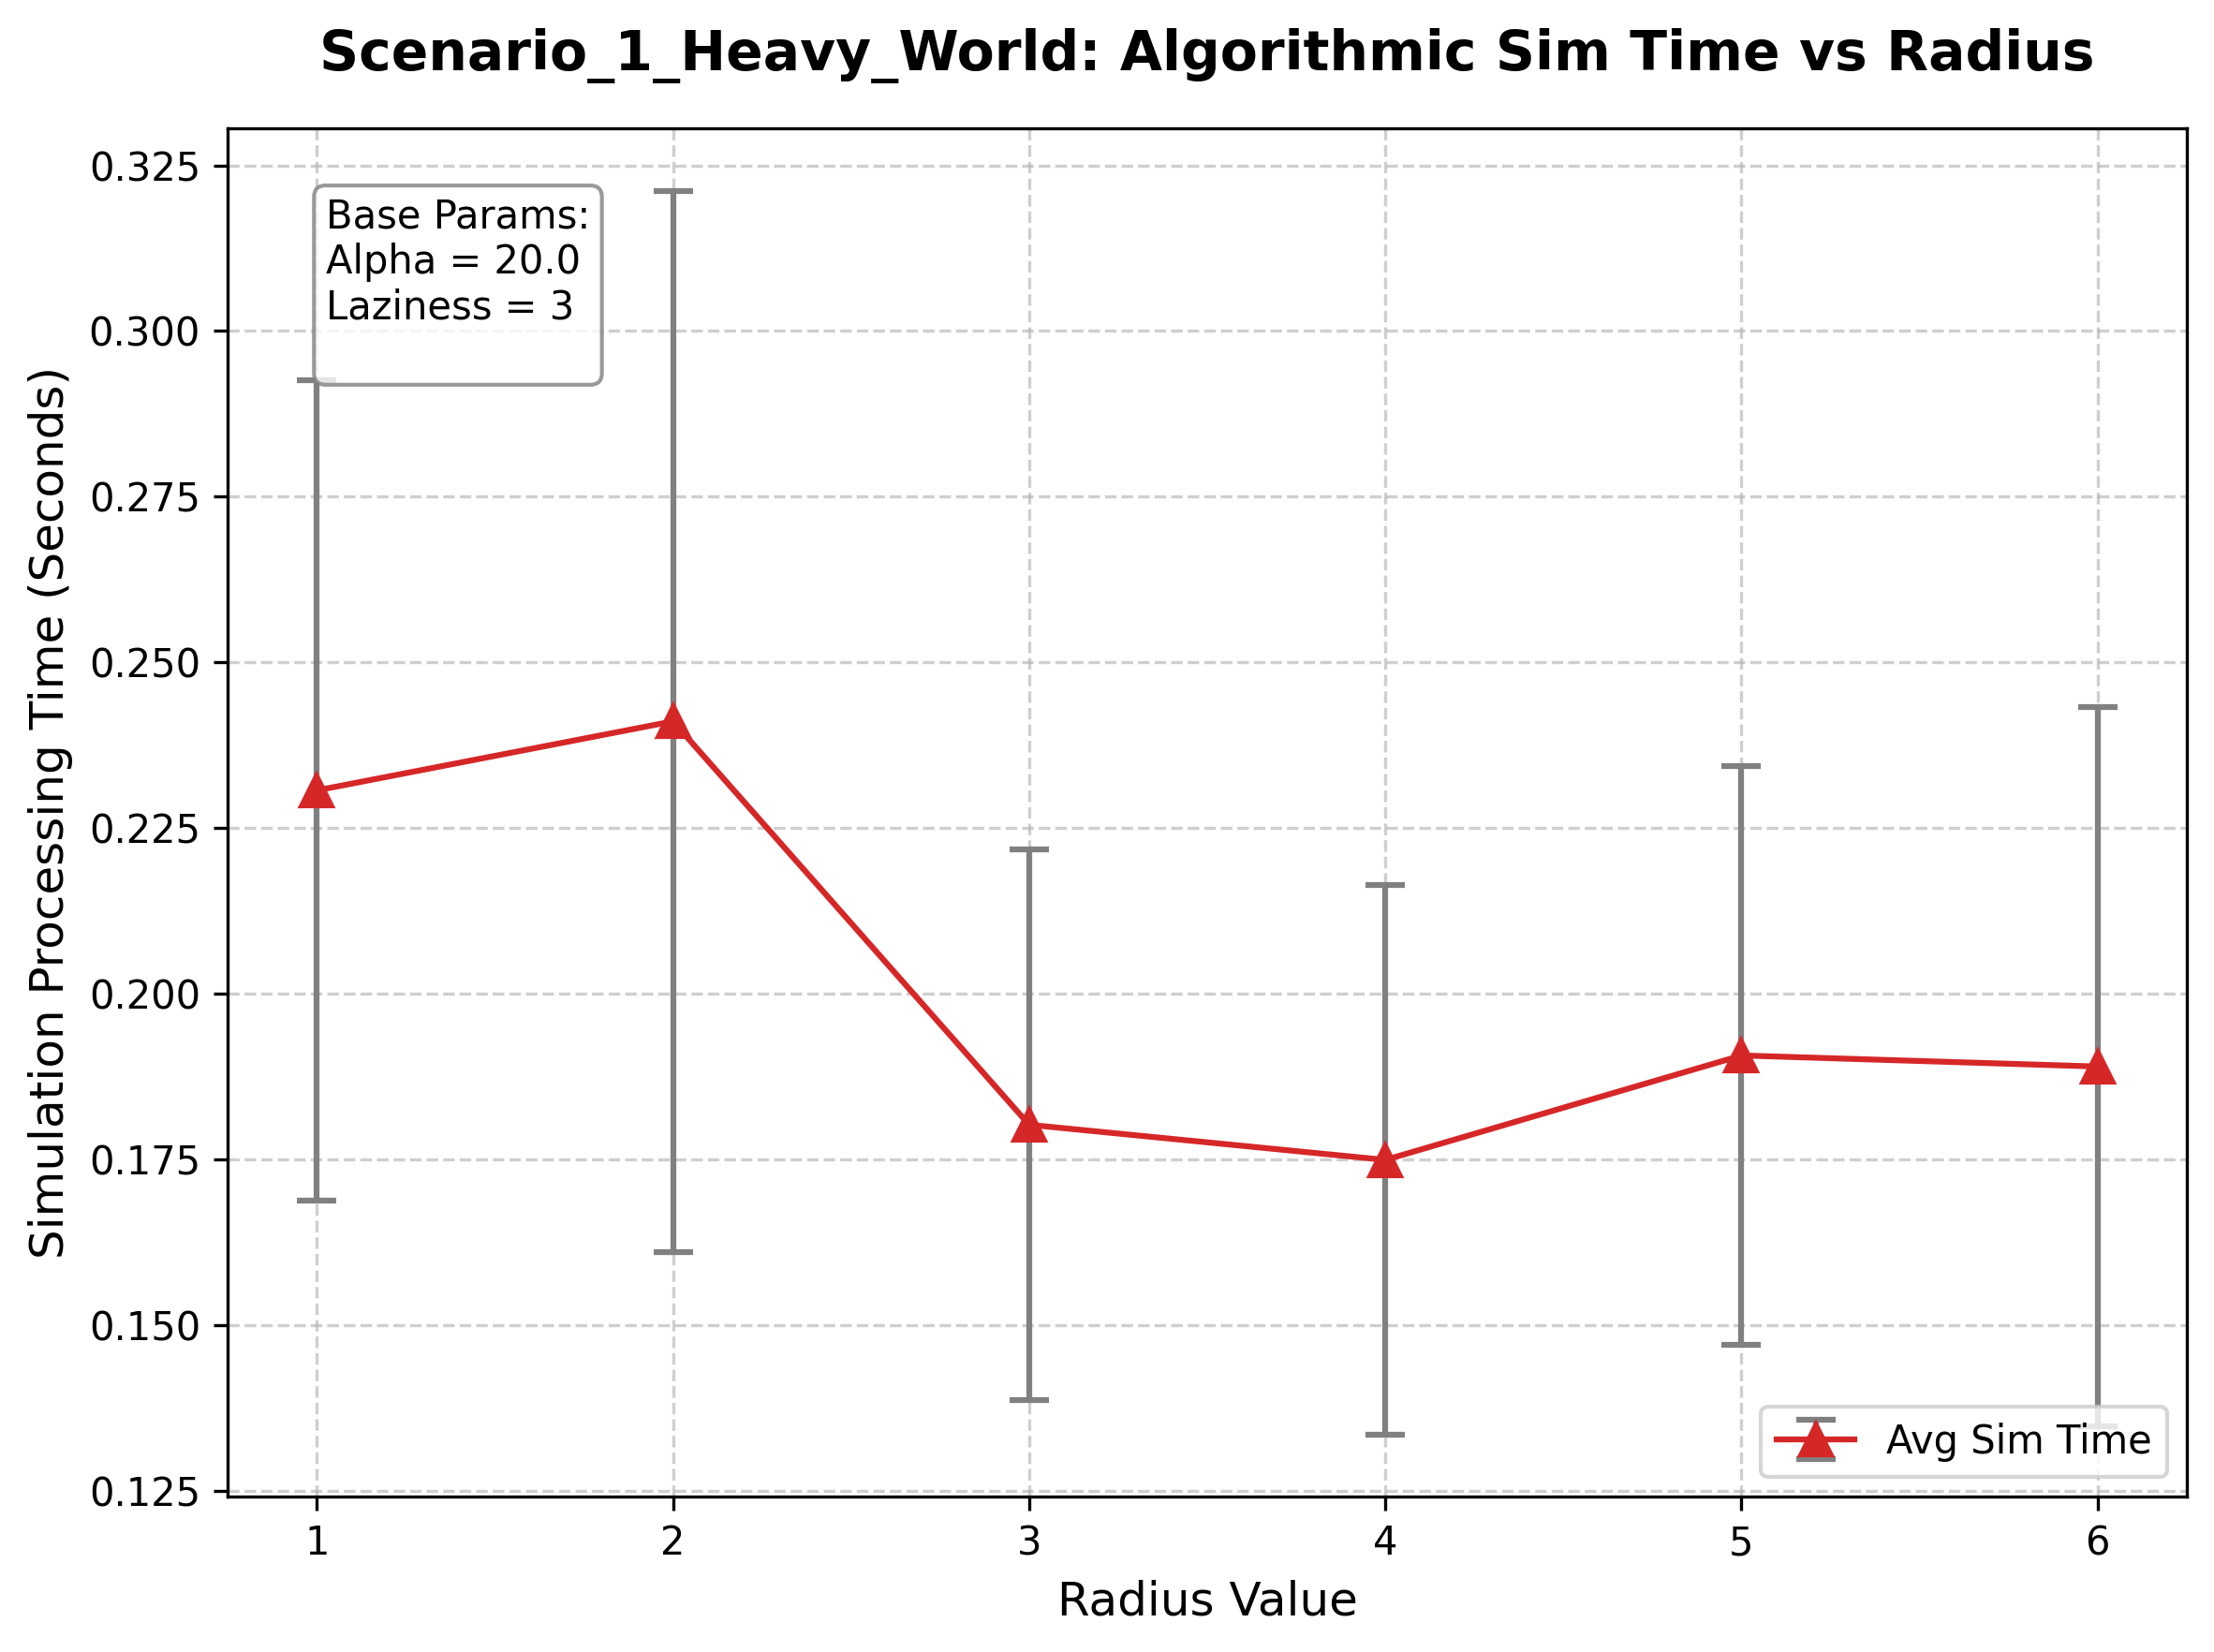 Scenario_1_Heavy_World: Algorithmic Sim Time vs Radius
0.325
0.300
0.275
0.250
0.225
0.200
0.175
0.150
0.125
Simulation Processing Time (Seconds)
Base Params:
Alpha = 20.0
Laziness = 3
Avg Sim Time
1
2
3
4
5
6
Radius Value